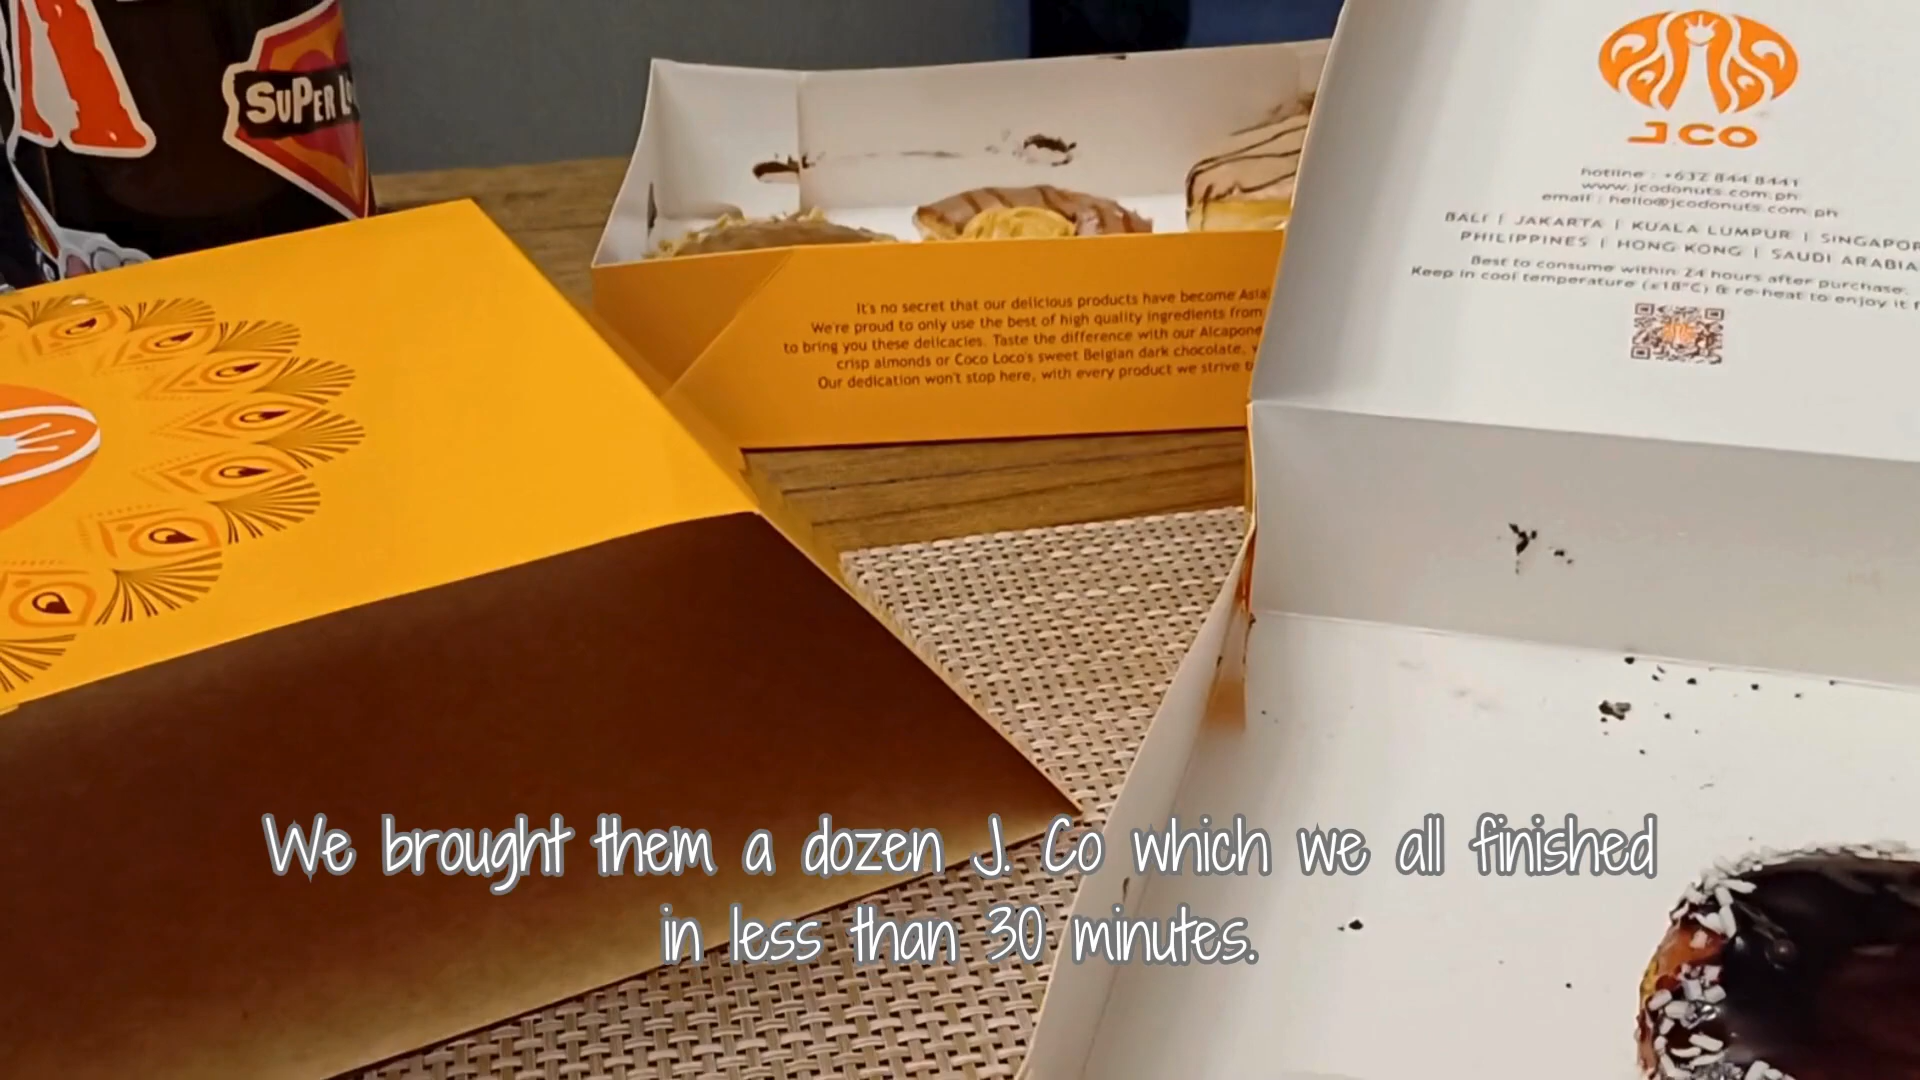 SUPER
J.CO
hotline : +632 844 8441
www.jcodonuts.com.ph
email : hello@jcodonuts.com.ph
BALI | JAKARTA | KUALA LUMPUR |
PHILIPPINES | HONG KONG | SAUDI ARABIA
Best to consume within 24 hours after purchase.
Keep in cool temperature (≤18°C) & re-heat to enjoy it
It's no secret that our delicious products have become
We're proud to only use the best of high quality ingredients from
to bring you these delicacies. Taste the difference with our Alcapone
crisp almonds or Coco Loco's sweet Belgian dark chocolate,
Our dedication won't stop here, with every product we strive
We brought them a dozen J. Co which we all finished
in less than 30 minutes.